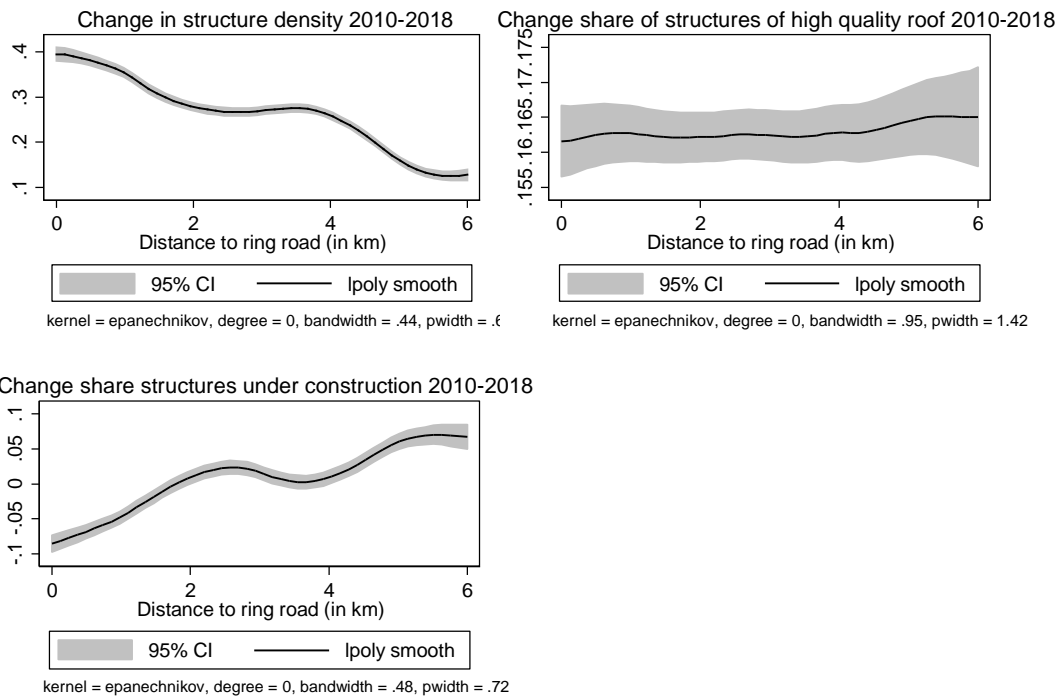 Change in structure density 2010-2018
.4
.3
.2
.1
0 2 4 6
Distance to ring road (in km)
95% CI lpoly smooth
kernel = epanechnikov, degree = 0, bandwidth = .44, pwidth = .6
Change share of structures of high quality roof 2010-2018
.155 .16 .165 .17 .175
0 2 4 6
Distance to ring road (in km)
95% CI lpoly smooth
kernel = epanechnikov, degree = 0, bandwidth = .95, pwidth = 1.42
Change share structures under construction 2010-2018
.1
.05
0
-.05
-.1
0 2 4 6
Distance to ring road (in km)
95% CI lpoly smooth
kernel = epanechnikov, degree = 0, bandwidth = .48, pwidth = .72